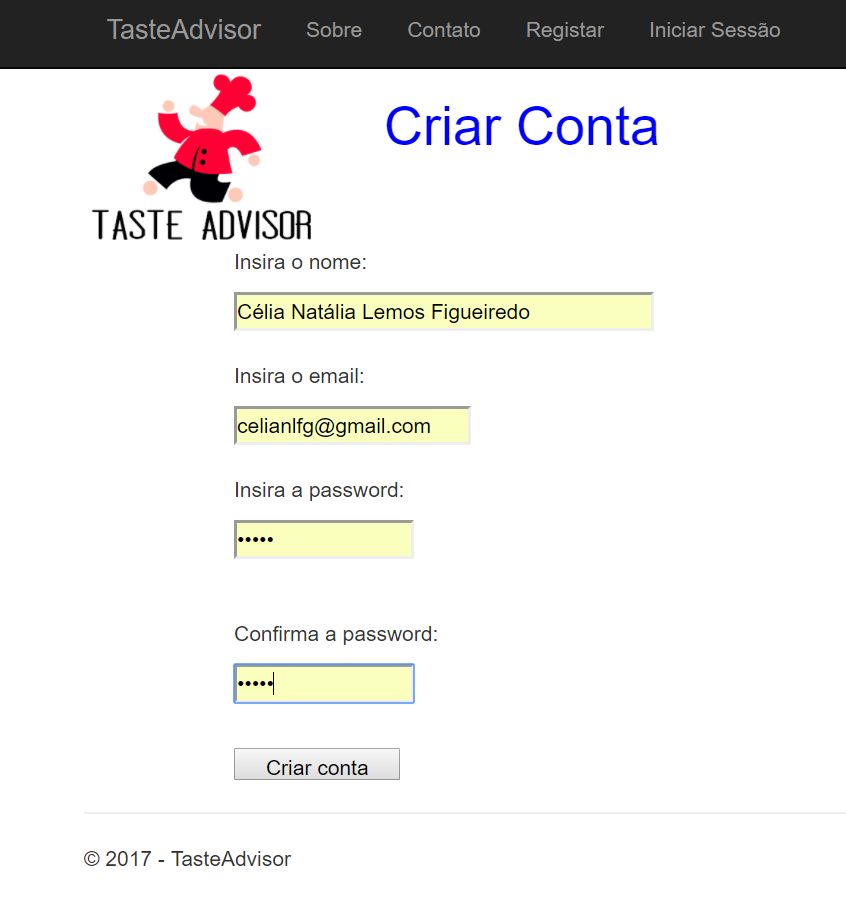 TasteAdvisor Sobre Contato Registar Iniciar Sessão
Criar Conta
TASTE ADVISOR
Insira o nome:
Célia Natália Lemos Figueiredo
Insira o email:
celianlfg@gmail.com
Insira a password:
•••••
Confirma a password:
•••••
Criar conta
© 2017 - TasteAdvisor